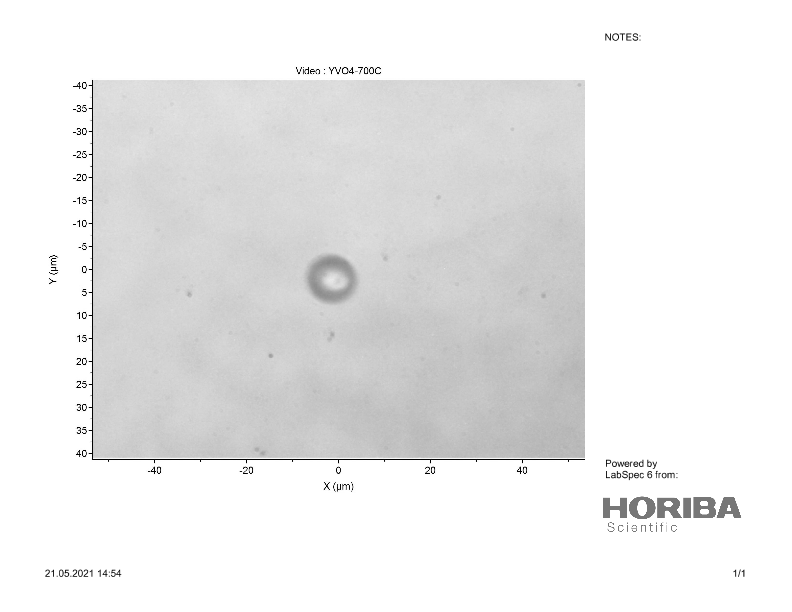 NOTES:
Video : YVO4-700C
-40
-35
-30
-25
-20
-15
-10
-5
0
5
10
15
20
25
30
35
40
Y (µm)
-40 -20 0 20 40
X (µm)
Powered by
LabSpec 6 from:
HORIBA
Scientific
21.05.2021 14:54
1/1